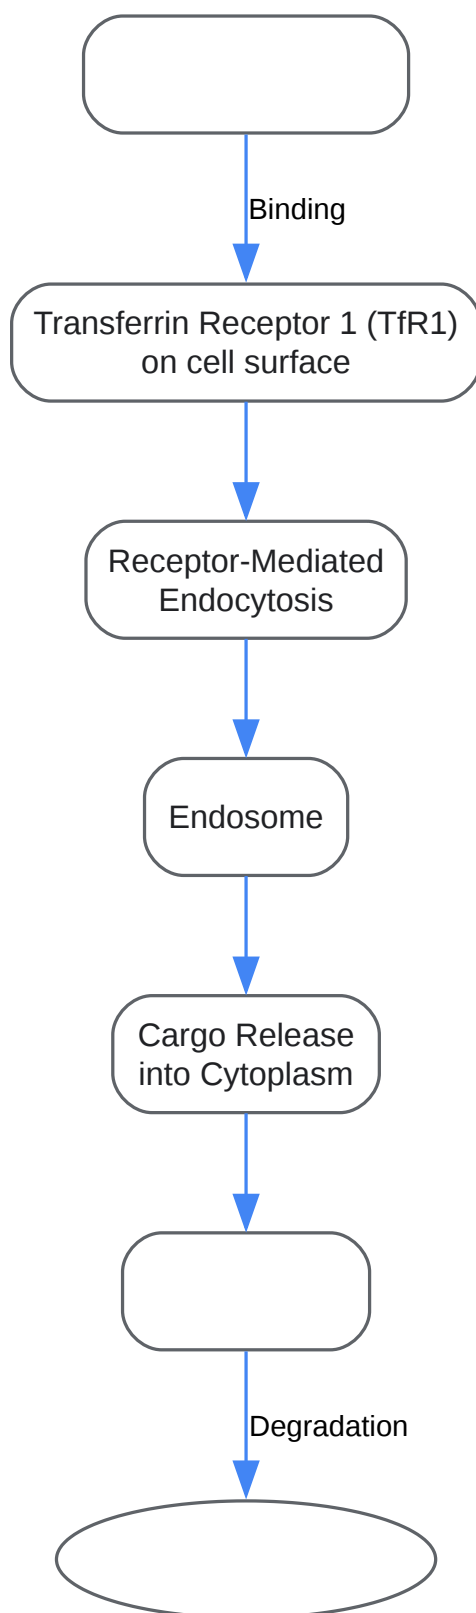 Binding
Transferrin Receptor 1 (TfR1)
on cell surface
Receptor-Mediated
Endocytosis
Endosome
Cargo Release
into Cytoplasm
Degradation